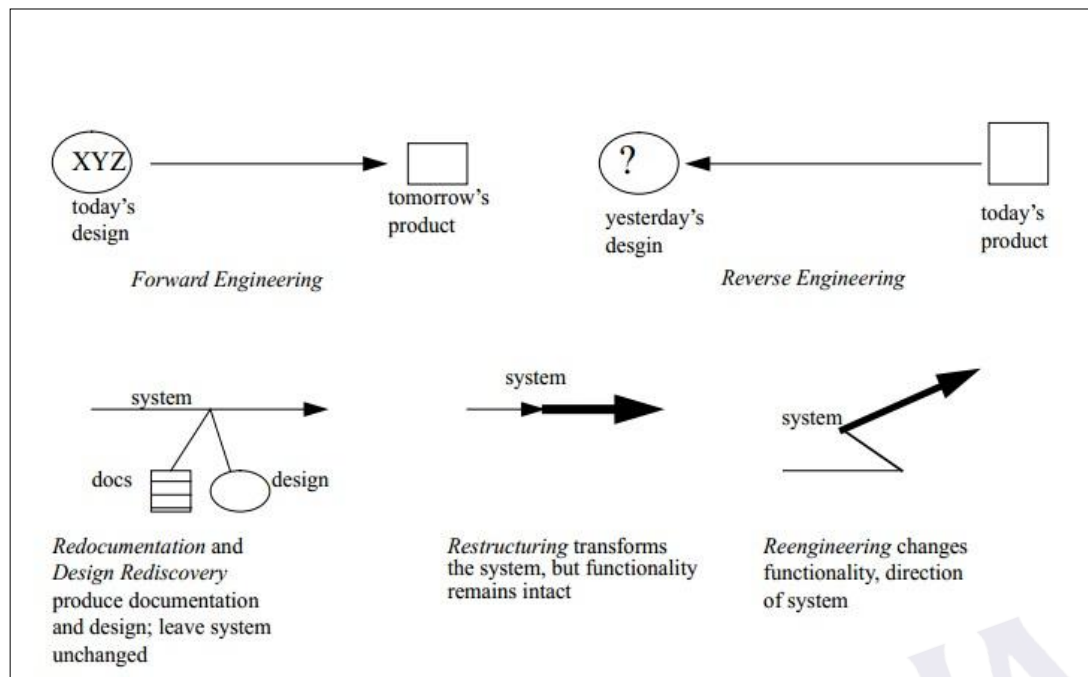 XYZ
today's
design
tomorrow's
product
Forward Engineering
?
yesterday's
desgin
today's
product
Reverse Engineering
system
docs
design
Redocumentation and
Design Rediscovery
produce documentation
and design; leave system
unchanged
system
Restructuring transforms
the system, but functionality
remains intact
system
Reengineering changes
functionality, direction
of system